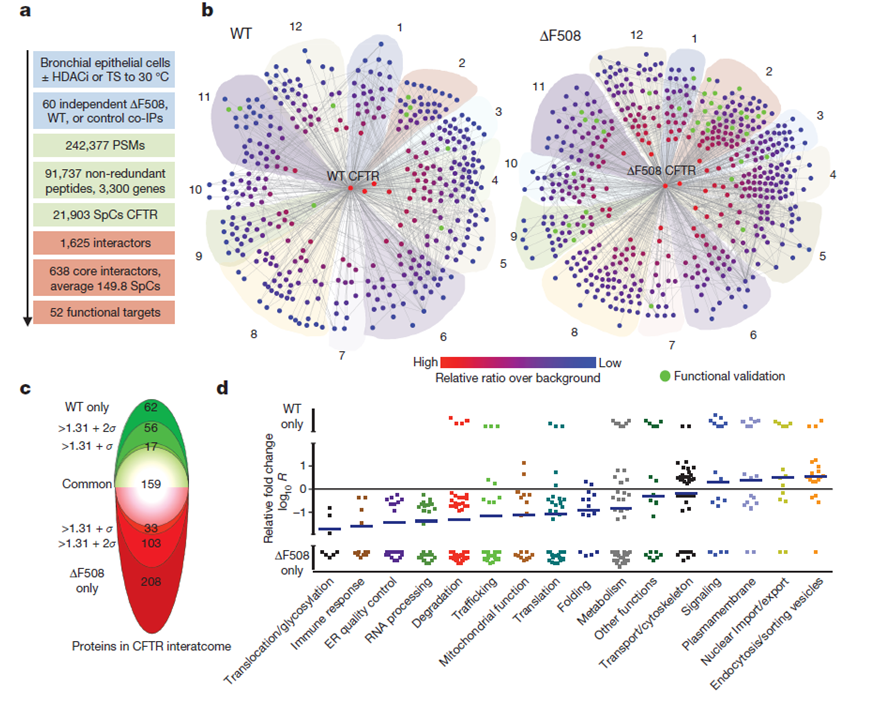 a
Bronchial epithelial cells
± HDACi or TS to 30 °C
60 independent ΔF508,
WT, or control co-IPs
242,377 PSMs
91,737 non-redundant
peptides, 3,300 genes
21,903 SpCs CFTR
1,625 interactors
638 core interactors,
average 149.8 SpCs
52 functional targets
b
WT
12
1
2
3
4
5
6
7
8
9
10
11
WT CFTR
ΔF508
12
1
2
3
4
5
6
7
8
9
10
11
ΔF508 CFTR
High
Low
Relative ratio over background
Functional validation
c
WT only
62
>1.31 + 2σ
56
>1.31 + σ
17
Common
159
>1.31 + σ
33
>1.31 + 2σ
103
ΔF508
only
208
Proteins in CFTR interatcome
d
WT
only
Relative fold change
log10 R
1
0
−1
ΔF508
only
Translocation/glycosylation
Immune response
ER quality control
RNA processing
Degradation
Trafficking
Mitochondrial function
Translation
Folding
Metabolism
Other functions
Transport/cytoskeleton
Signaling
Plasmamembrane
Nuclear Import/export
Endocytosis/sorting vesicles